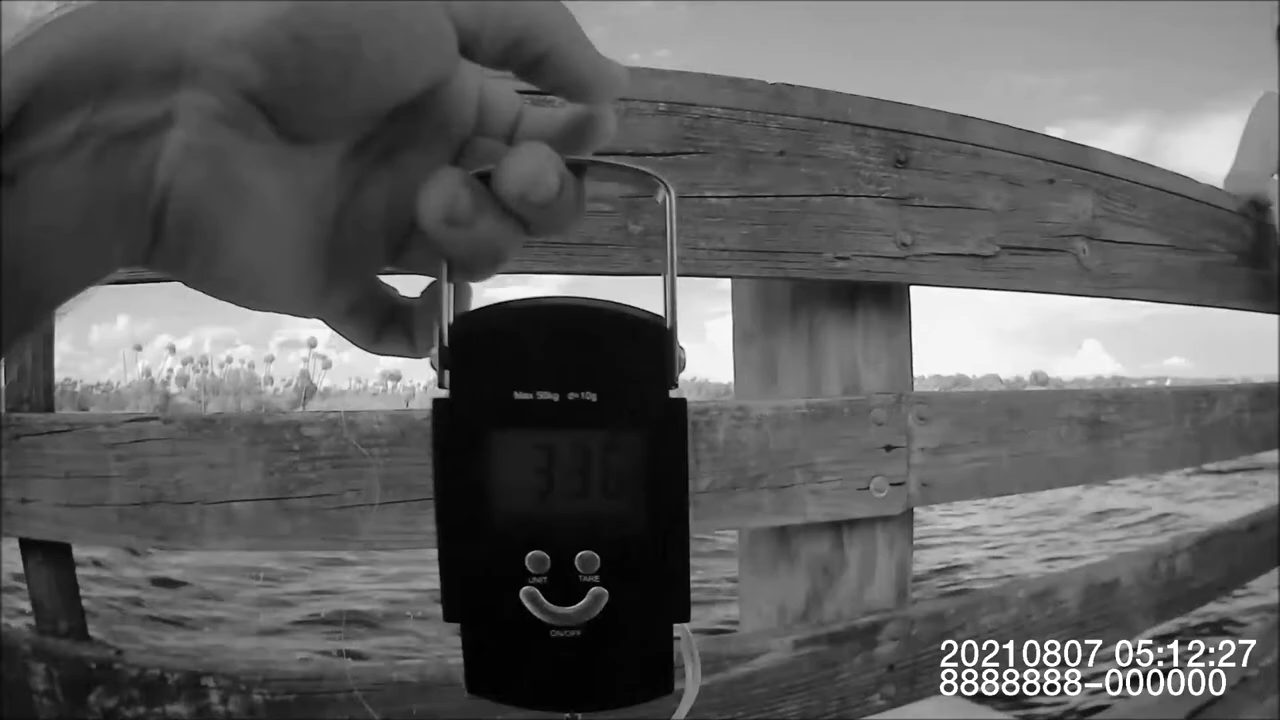 Max 50kg d=10g
UNIT TARE
ON/OFF
20210807 05:12:27
8888888-000000